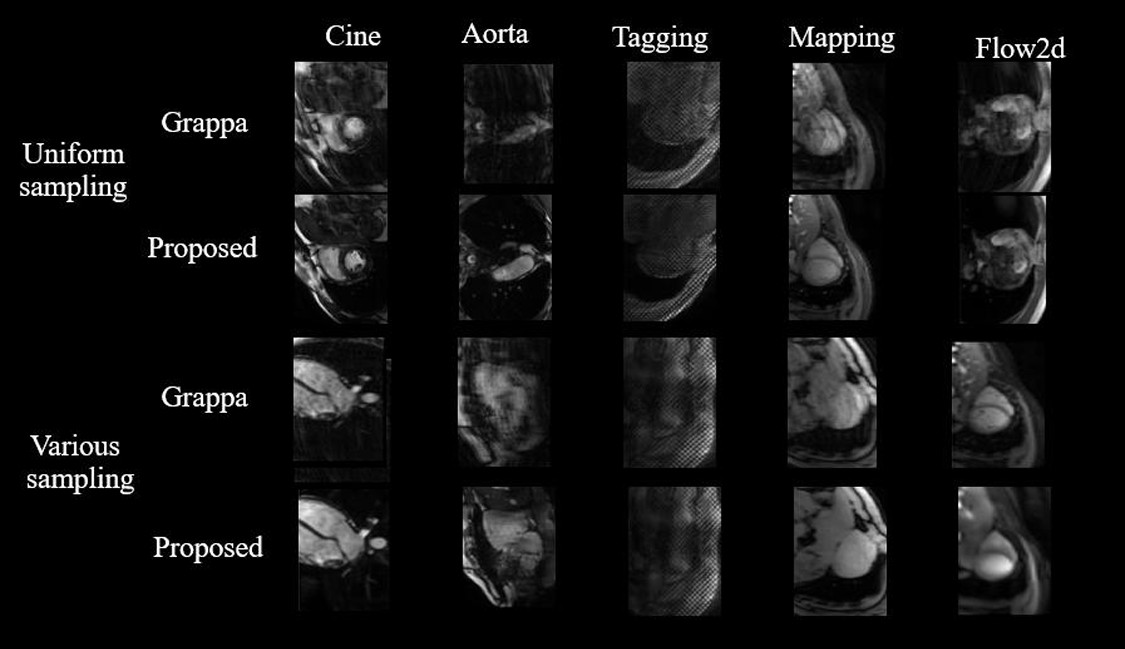 Cine Aorta Tagging Mapping Flow2d
Grappa
Uniform
sampling
Proposed
Grappa
Various
sampling
Proposed